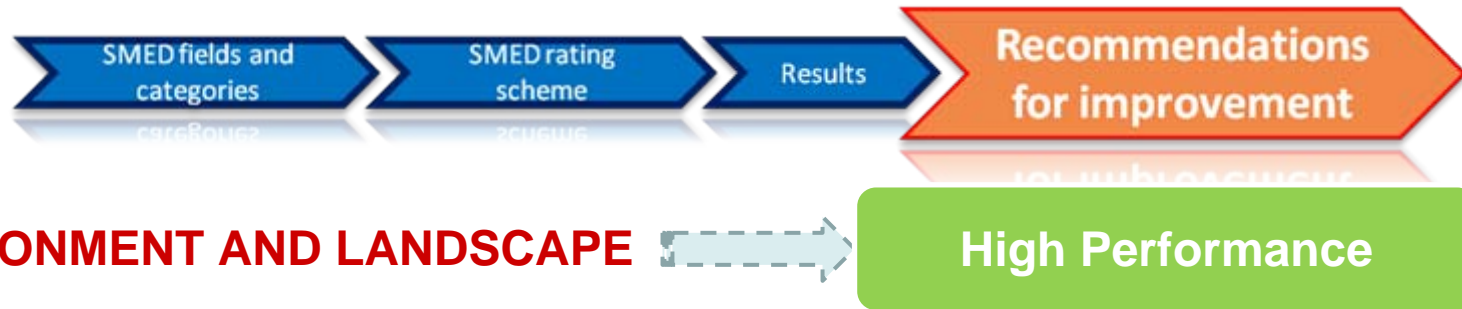 SMED fields and
categories
SMED rating
scheme
Results
Recommendations
for improvement
ONMENT AND LANDSCAPE
High Performance